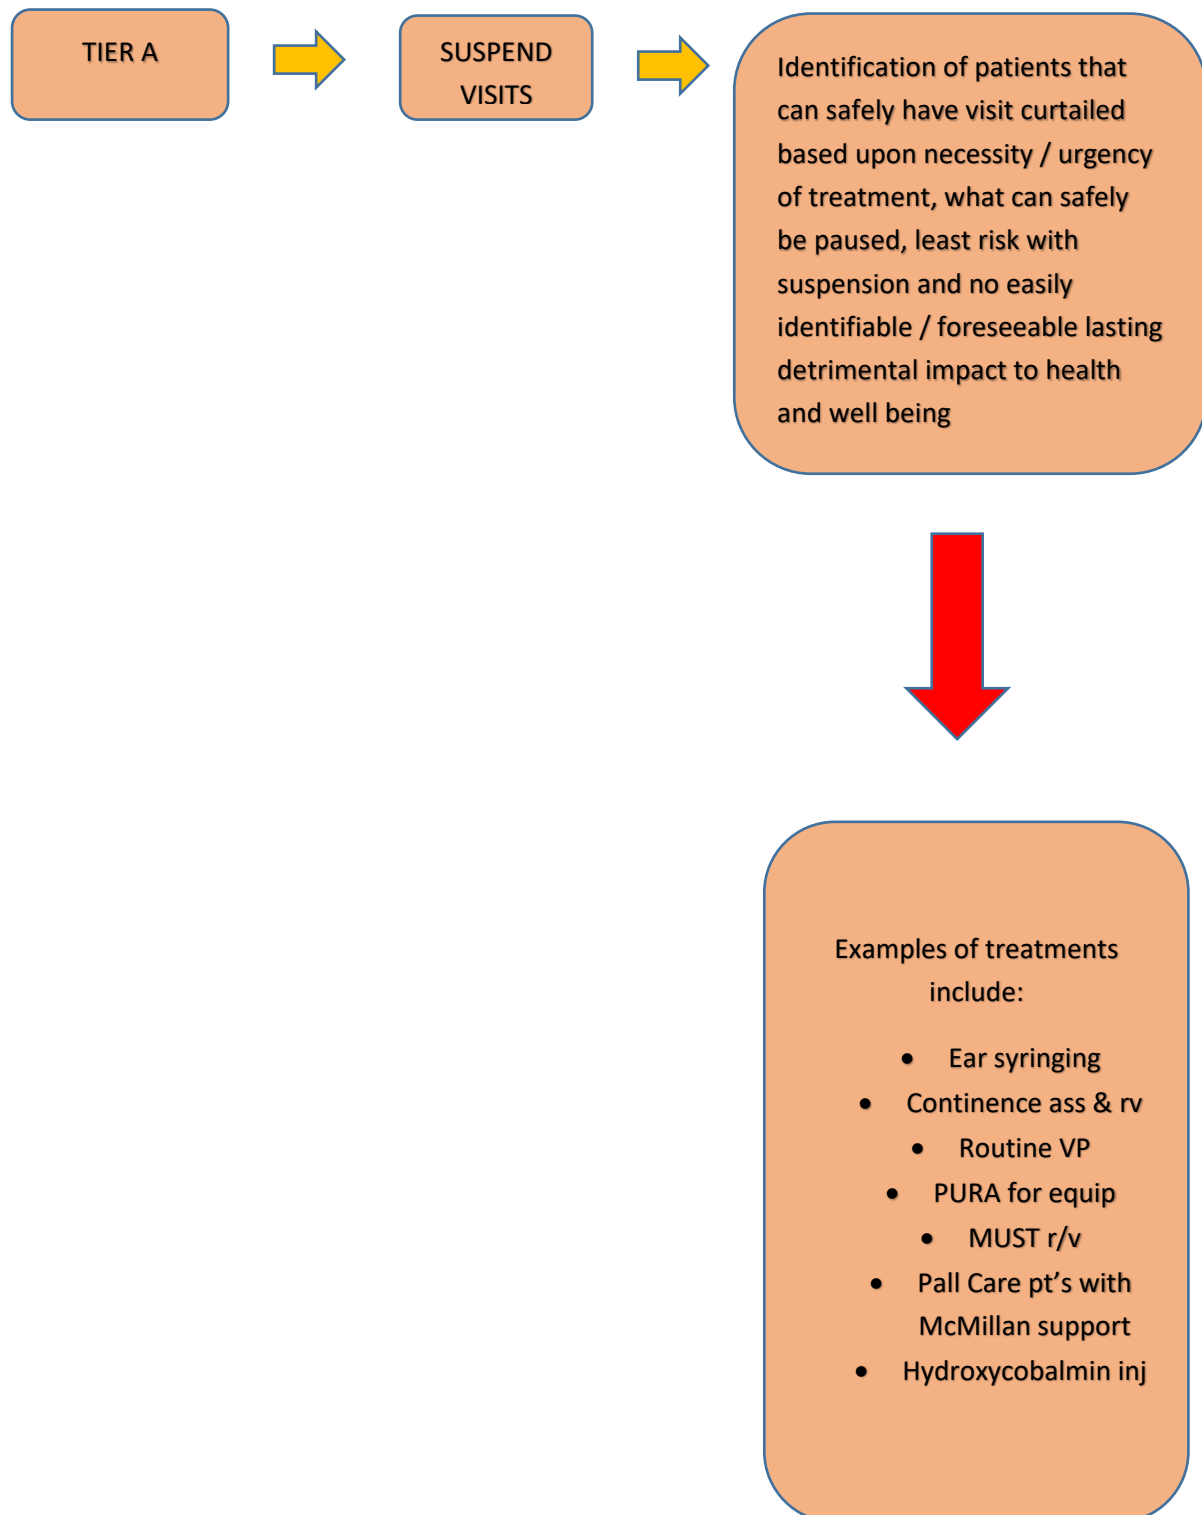 TIER A
SUSPEND
VISITS
Identification of patients that
can safely have visit curtailed
based upon necessity / urgency
of treatment, what can safely
be paused, least risk with
suspension and no easily
identifiable / foreseeable lasting
detrimental impact to health
and well being
Examples of treatments
include:
• Ear syringing
• Continence ass & rv
• Routine VP
• PURA for equip
• MUST r/v
• Pall Care pt’s with
McMillan support
• Hydroxycobalmin inj